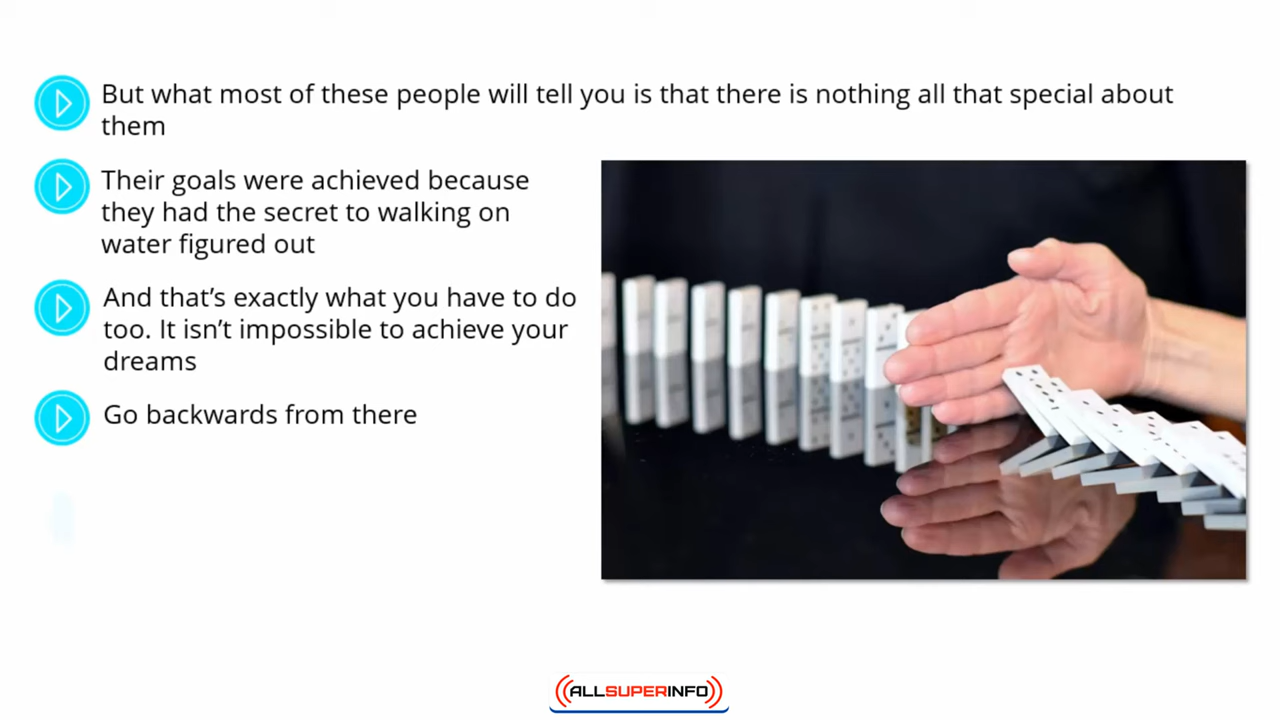 But what most of these people will tell you is that there is nothing all that special about
them
Their goals were achieved because
they had the secret to walking on
water figured out
And that’s exactly what you have to do
too. It isn’t impossible to achieve your
dreams
Go backwards from there
ALLSUPERINFO